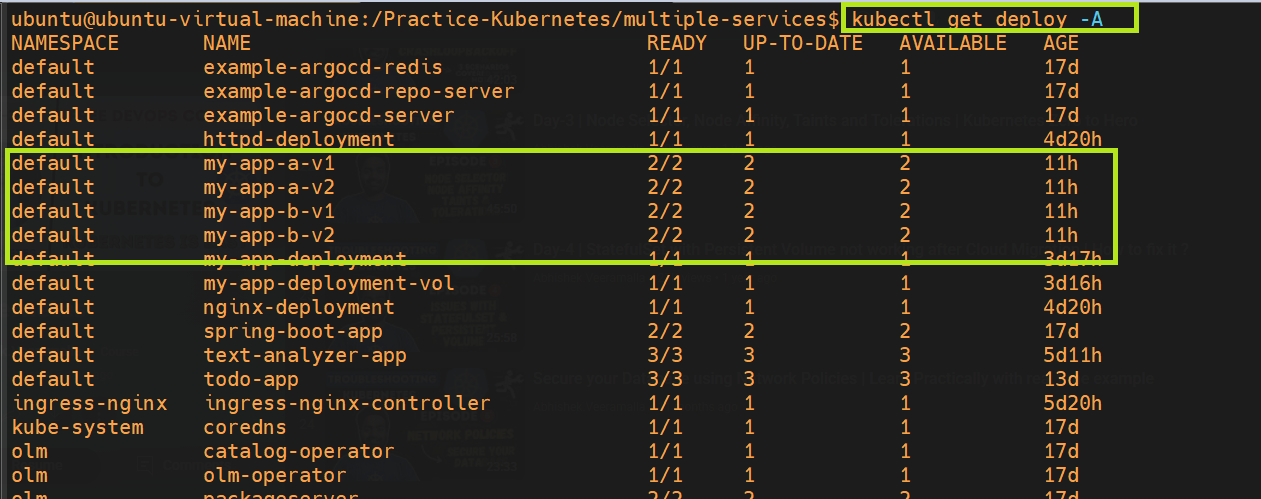 ubuntu@ubuntu-virtual-machine:/Practice-Kubernetes/multiple-services$ kubectl get deploy -A
NAMESPACE NAME READY UP-TO-DATE AVAILABLE AGE
default example-argocd-redis 1/1 1 1 17d
default example-argocd-repo-server 1/1 1 1 17d
default example-argocd-server 1/1 1 1 17d
default httpd-deployment 1/1 1 1 4d20h
default my-app-a-v1 2/2 2 2 11h
default my-app-a-v2 2/2 2 2 11h
default my-app-b-v1 2/2 2 2 11h
default my-app-b-v2 2/2 2 2 11h
default my-app-deployment 1/1 1 1 3d17h
default my-app-deployment-vol 1/1 1 1 3d16h
default nginx-deployment 1/1 1 1 4d20h
default spring-boot-app 2/2 2 2 17d
default text-analyzer-app 3/3 3 3 5d11h
default todo-app 3/3 3 3 13d
ingress-nginx ingress-nginx-controller 1/1 1 1 5d20h
kube-system coredns 1/1 1 1 17d
olm catalog-operator 1/1 1 1 17d
olm olm-operator 1/1 1 1 17d
olm packageserver 2/2 2 2 17d